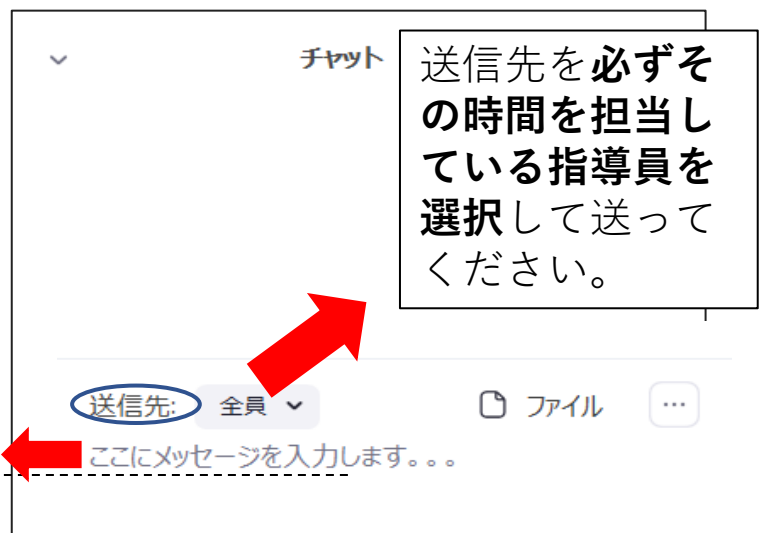 チャット
送信先を必ずそ
の時間を担当し
ている指導員を
選択して送って
ください。
送信先: 全員 ファイル …
ここにメッセージを入力します。。。